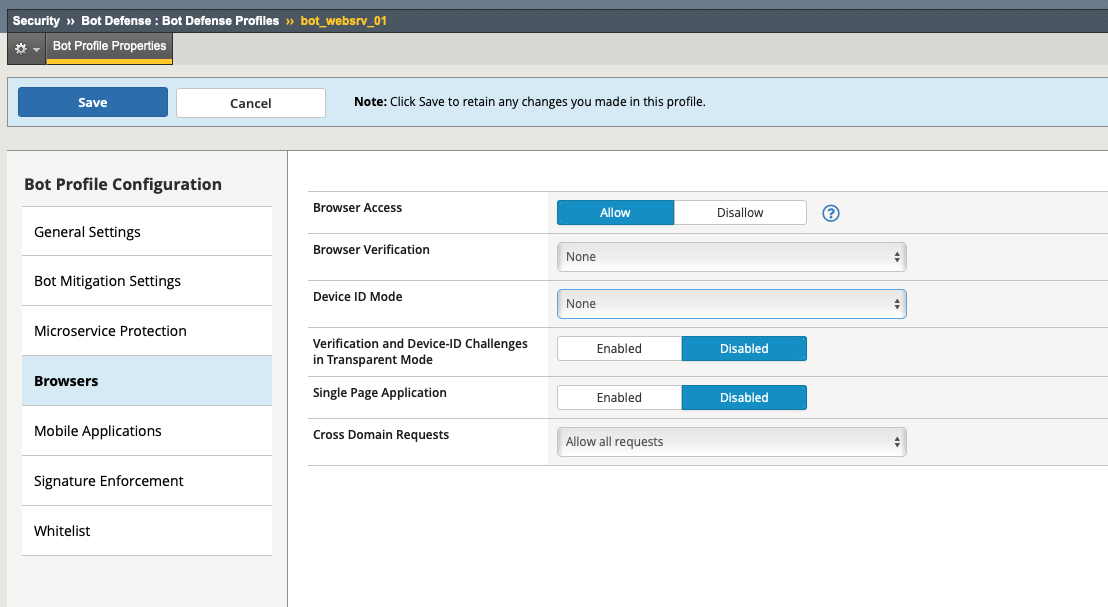 Security ›› Bot Defense : Bot Defense Profiles ›› bot_websrv_01
Bot Profile Properties
Save
Cancel
Note: Click Save to retain any changes you made in this profile.
Bot Profile Configuration
General Settings
Bot Mitigation Settings
Microservice Protection
Browsers
Mobile Applications
Signature Enforcement
Whitelist
Browser Access
Allow
Disallow
?
Browser Verification
None
Device ID Mode
None
Verification and Device-ID Challenges
in Transparent Mode
Enabled
Disabled
Single Page Application
Enabled
Disabled
Cross Domain Requests
Allow all requests